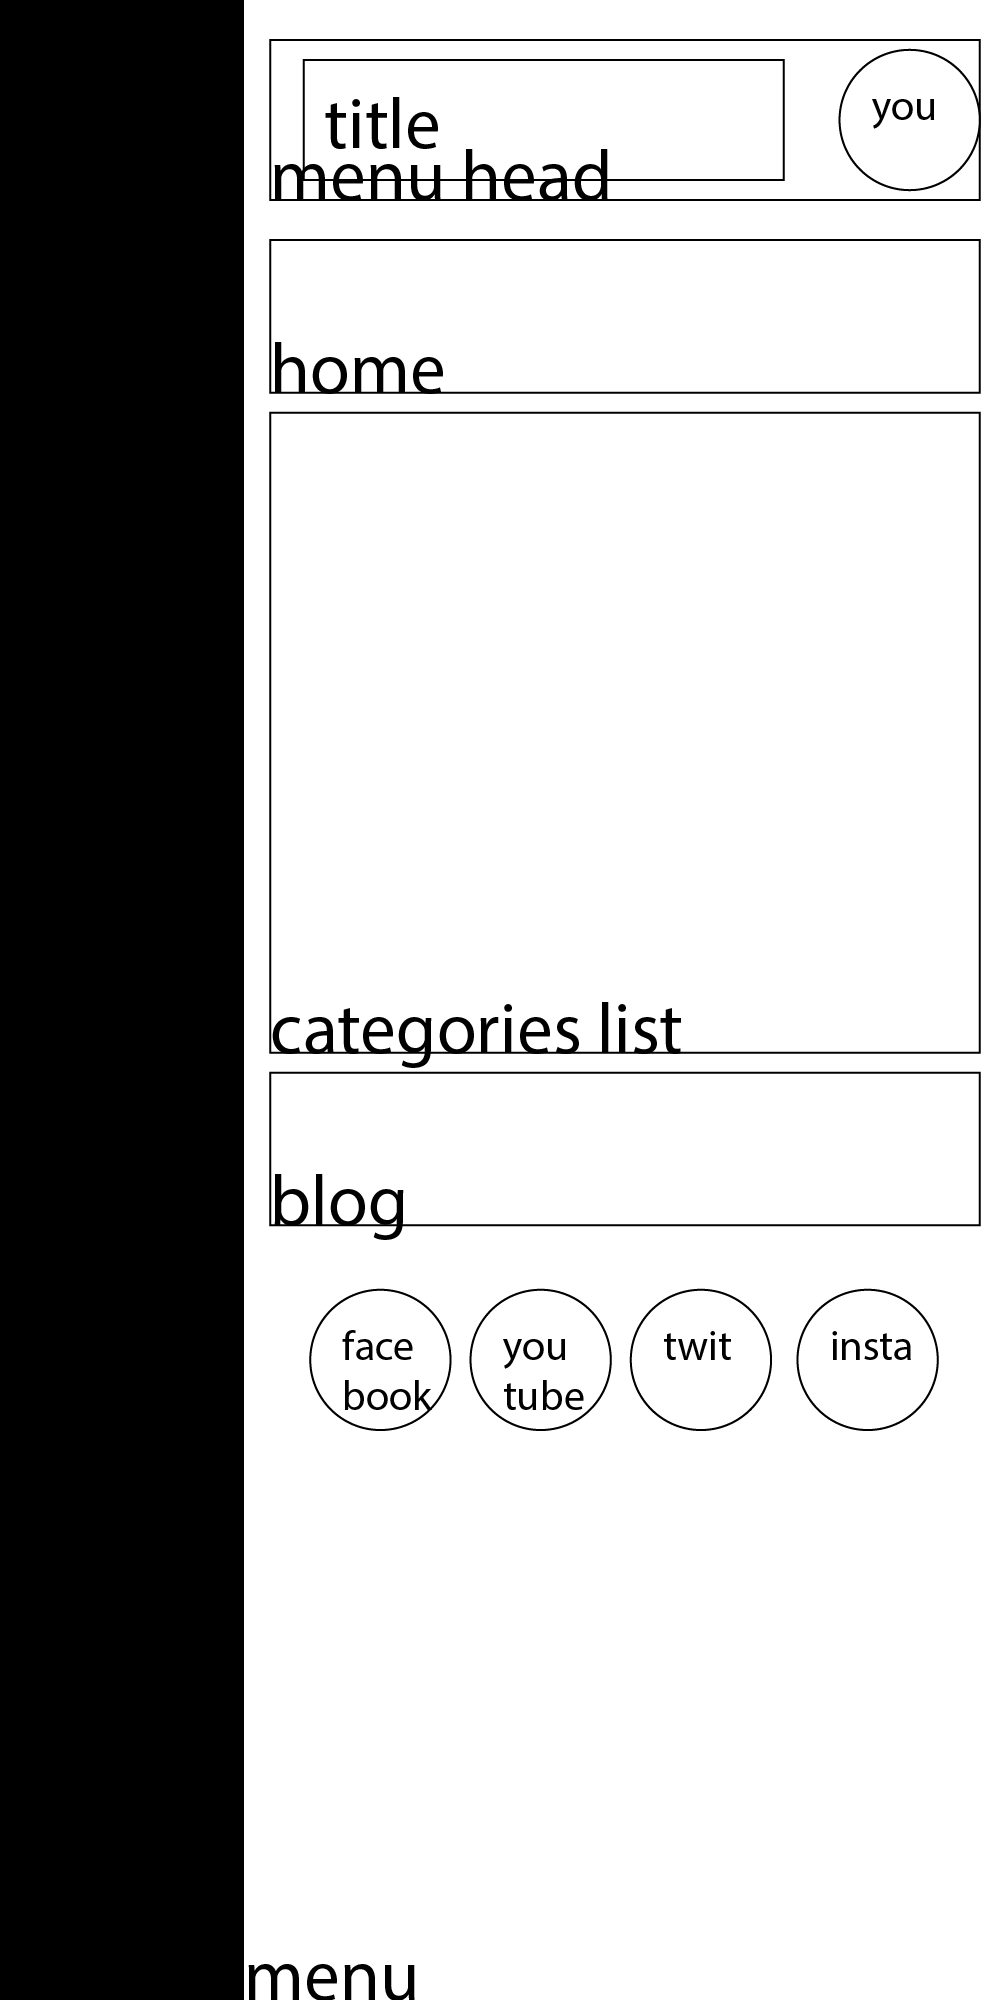 title
you
menu head
home
categories list
blog
face
book
you
tube
twit
insta
menu